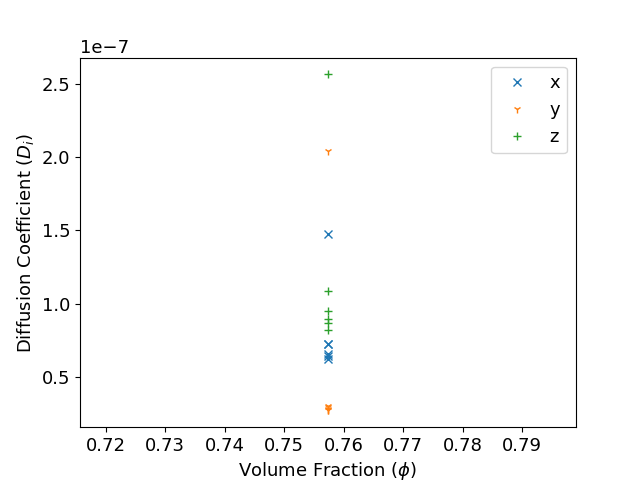 1e−7
x
y
z
2.5
2.0
1.5
1.0
0.5
Diffusion Coefficient (Dᵢ)
0.72 0.73 0.74 0.75 0.76 0.77 0.78 0.79
Volume Fraction (ϕ)